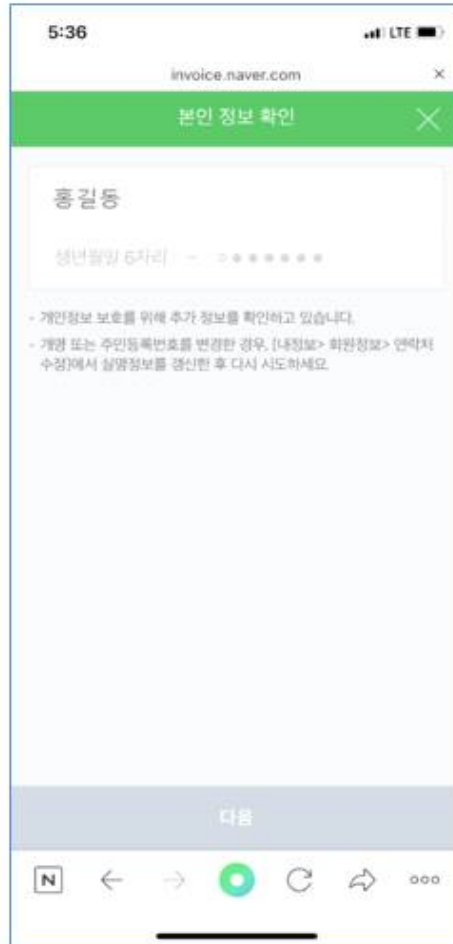 5:36 LTE
invoice.naver.com ×
본인 정보 확인
홍길동
생년월일 6자리 - ○●●●●●●
- 개인정보 보호를 위해 추가 정보를 확인하고 있습니다.
- 개명 또는 주민등록번호를 변경한 경우, [내정보> 회원정보> 연락처
수정]에서 실명정보를 갱신한 후 다시 시도하세요.
다음
N